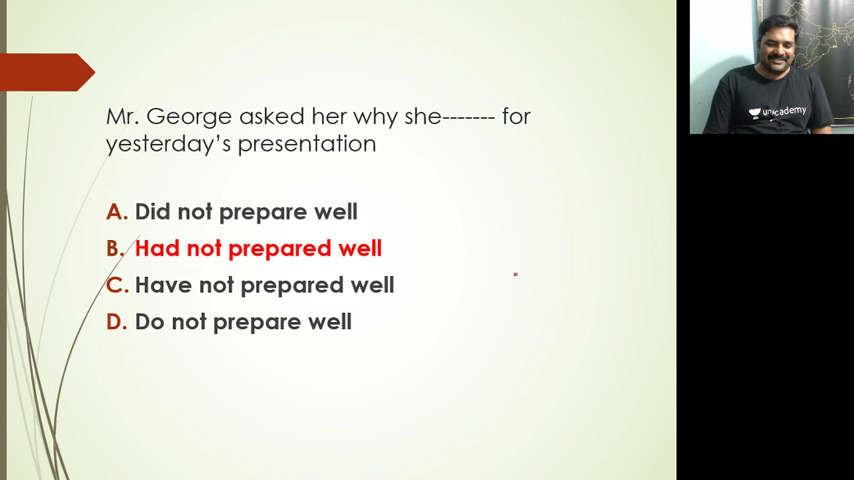 Mr. George asked her why she------- for
yesterday's presentation
A. Did not prepare well
B. Had not prepared well
C. Have not prepared well
D. Do not prepare well
unacademy